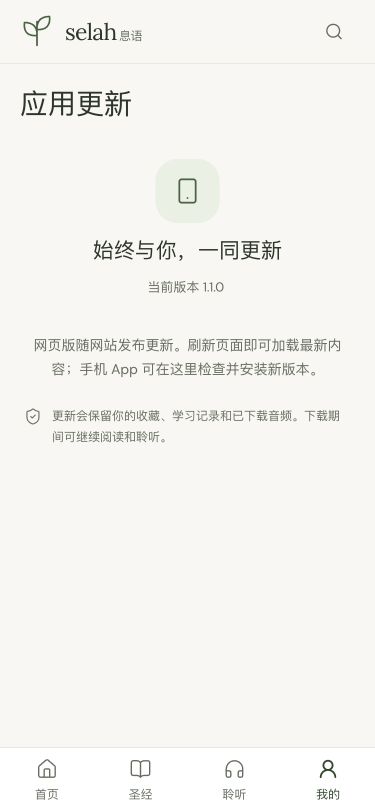 selah 息语
应用更新
始终与你，一同更新
当前版本 1.1.0
网页版随网站发布更新。刷新页面即可加载最新内
容；手机 App 可在这里检查并安装新版本。
更新会保留你的收藏、学习记录和已下载音频。下载期
间可继续阅读和聆听。
首页 圣经 聆听 我的